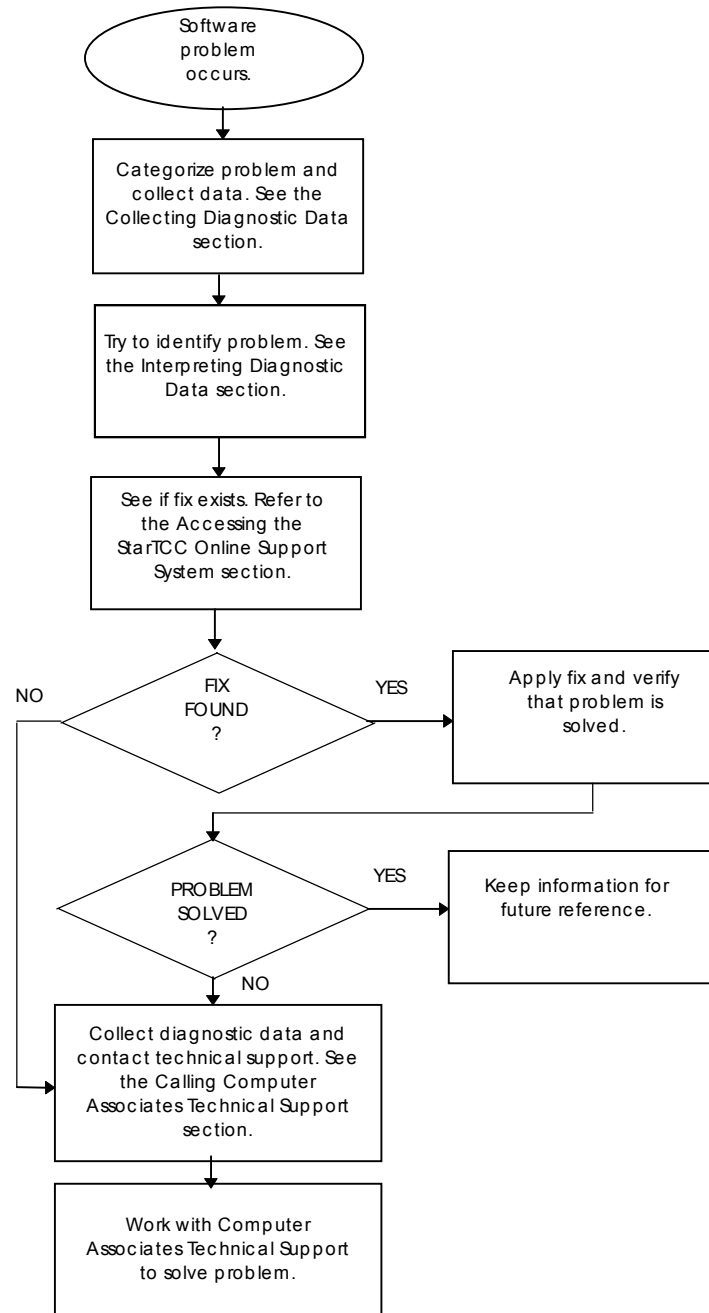 Software
problem
occurs.
Categorize problem and
collect data. See the
Collecting Diagnostic Data
section.
Try to identify problem. See
the Interpreting Diagnostic
Data section.
See if fix exists. Refer to
the Accessing the
StarTCC Online Support
System section.
NO
FIX
FOUND
?
YES
Apply fix and verify
that problem is
solved.
PROBLEM
SOLVED
?
YES
Keep information for
future reference.
NO
Collect diagnostic data and
contact technical support. See
the Calling Computer
Associates Technical Support
section.
Work with Computer
Associates Technical Support
to solve problem.